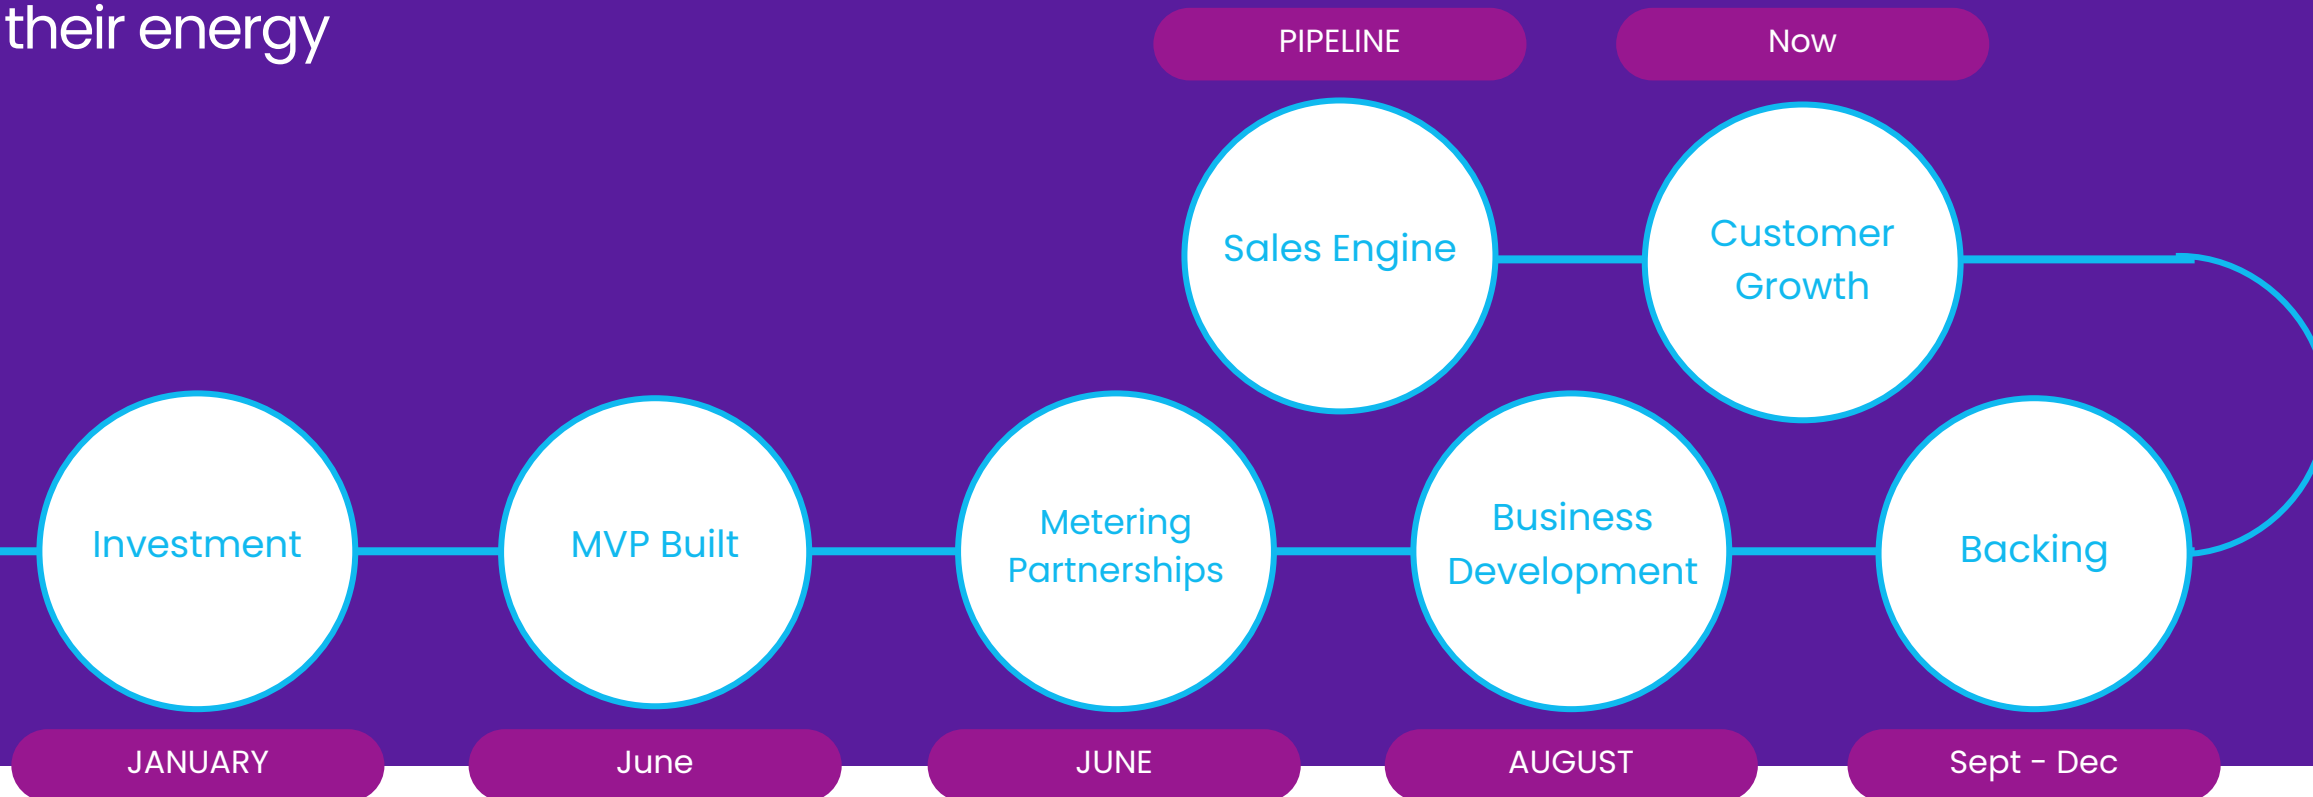 their energy
PIPELINE
Now
Sales Engine
Customer
Growth
Investment
MVP Built
Metering
Partnerships
Business
Development
Backing
JANUARY
June
JUNE
AUGUST
Sept - Dec